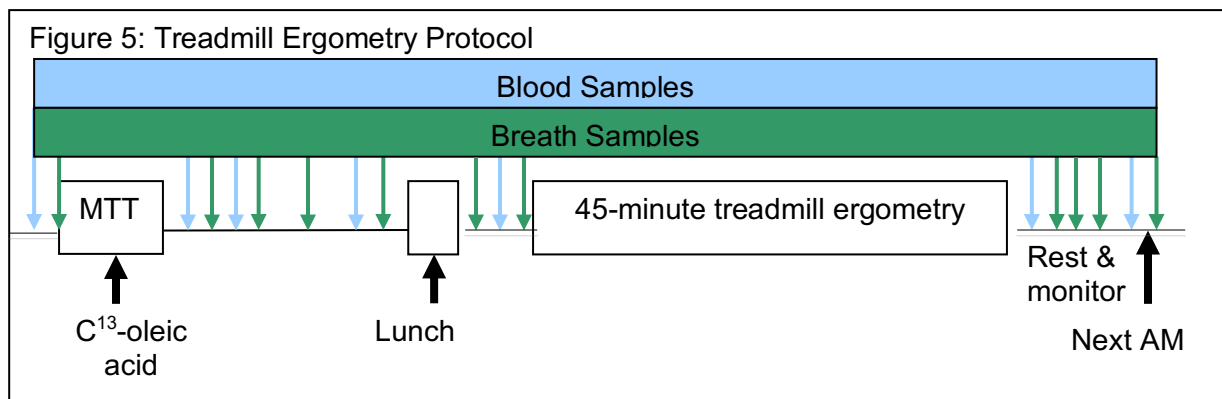 Figure 5: Treadmill Ergometry Protocol
Blood Samples
Breath Samples
MTT
45-minute treadmill ergometry
Rest &
monitor
C¹³-oleic
acid
Lunch
Next AM